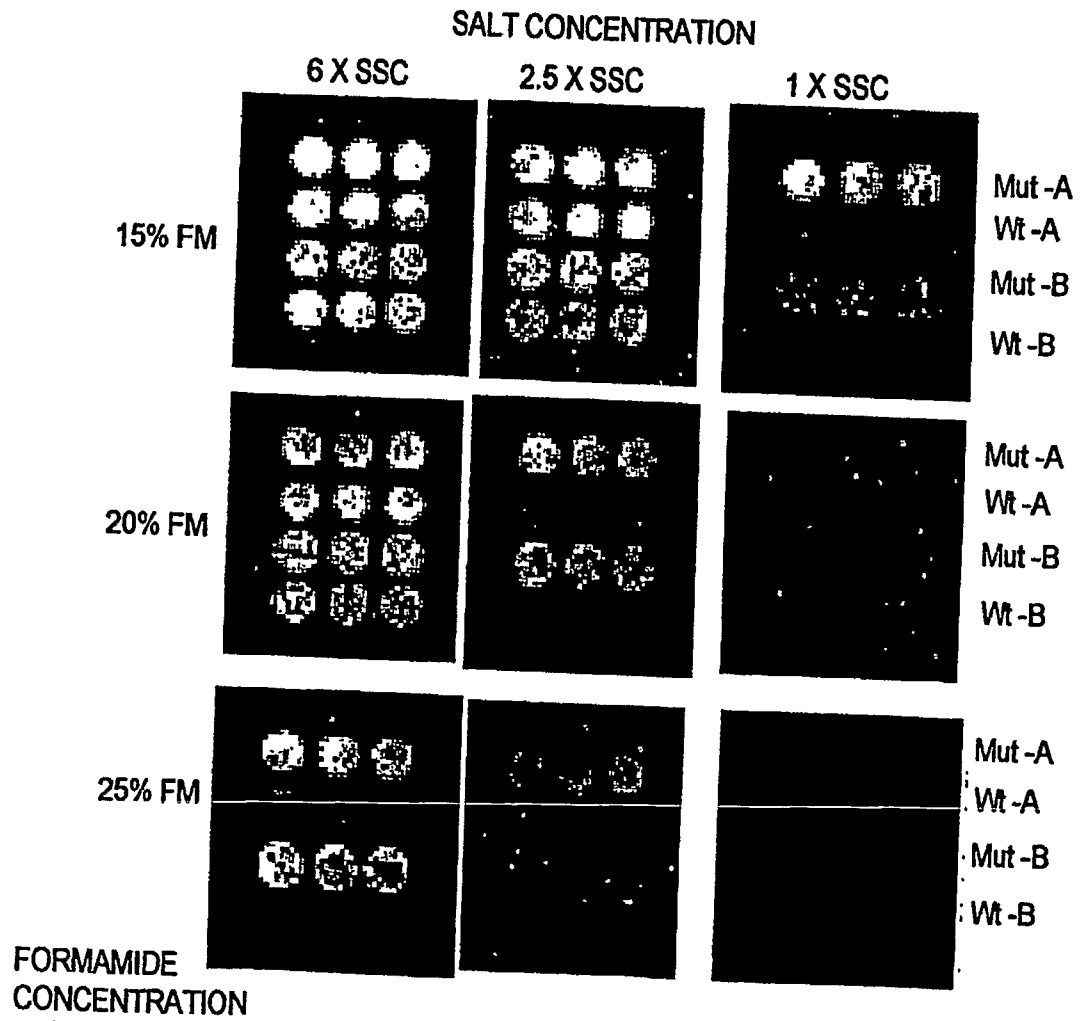 SALT CONCENTRATION
6 X SSC
2.5 X SSC
1 X SSC
15% FM
Mut -A
Wt -A
Mut -B
Wt -B
20% FM
Mut -A
Wt -A
Mut -B
Wt -B
25% FM
Mut -A
Wt -A
Mut -B
Wt -B
FORMAMIDE
CONCENTRATION